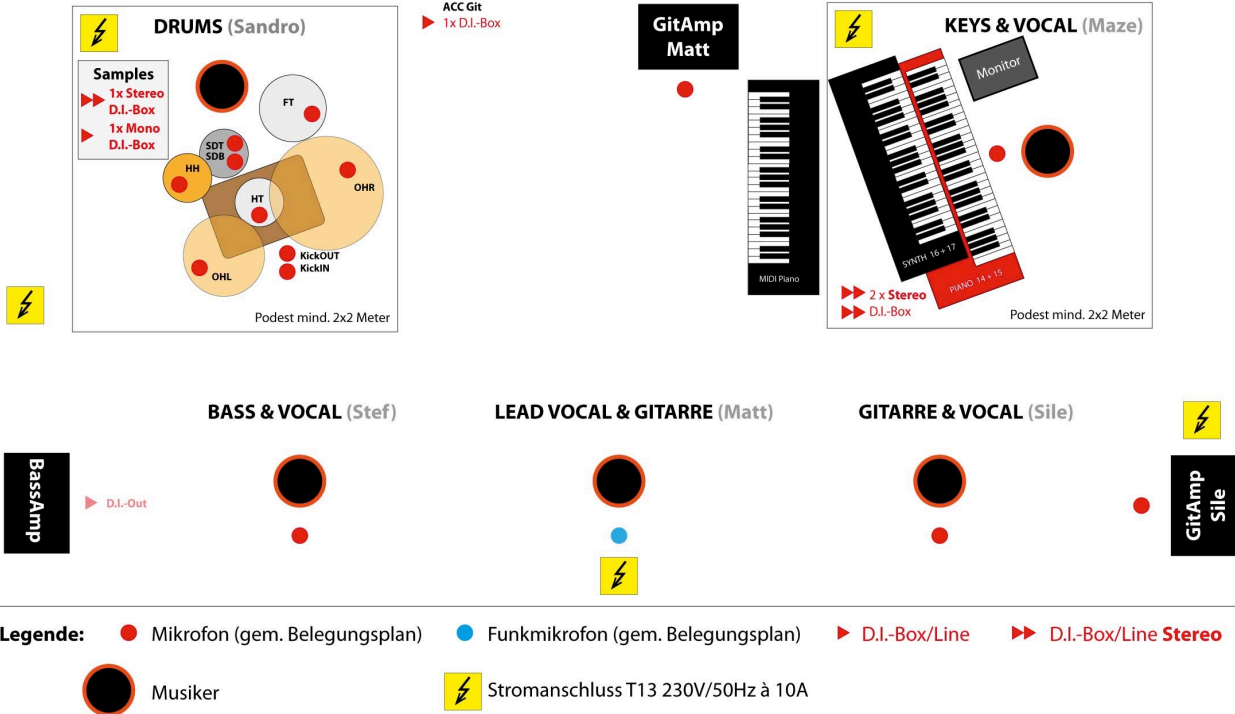 ACC Git
1x D.I.-Box
DRUMS (Sandro)
Samples
1x Stereo
D.I.-Box
1x Mono
D.I.-Box
FT
SDT
SDB
HH
HT
OHR
OHL
KickOUT
KickIN
Podest mind. 2x2 Meter
GitAmp
Matt
MIDI Piano
KEYS & VOCAL (Maze)
Monitor
SYNTH 16 + 17
PIANO 14 + 15
2 x Stereo
D.I.-Box
Podest mind. 2x2 Meter
BASS & VOCAL (Stef)
LEAD VOCAL & GITARRE (Matt)
GITARRE & VOCAL (Sile)
BassAmp
D.I.-Out
GitAmp
Sile
Legende:
Mikrofon (gem. Belegungsplan)
Funkmikrofon (gem. Belegungsplan)
D.I.-Box/Line
D.I.-Box/Line Stereo
Musiker
Stromanschluss T13 230V/50Hz à 10A